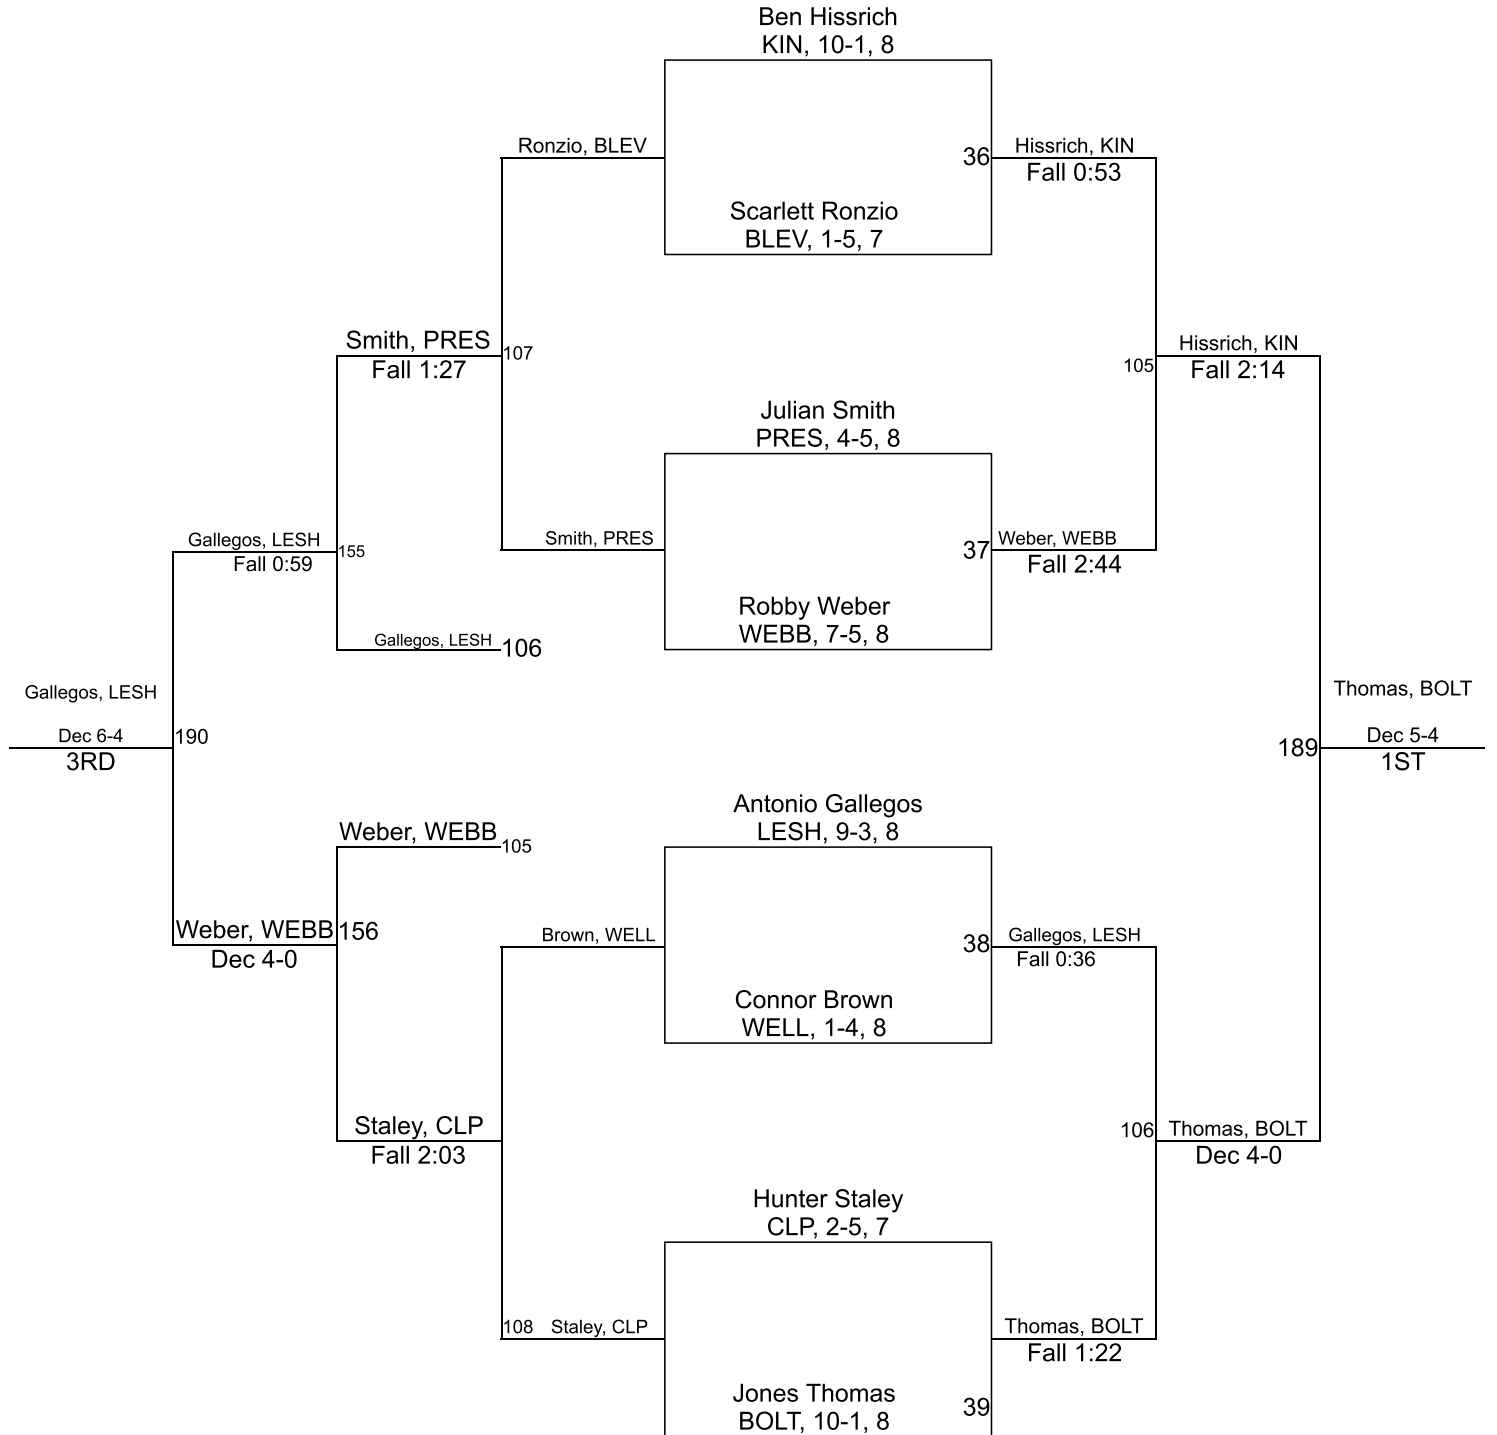 Ben Hissrich
KIN, 10-1, 8
Ronzio, BLEV
36
Hissrich, KIN
Fall 0:53
Scarlett Ronzio
BLEV, 1-5, 7
Smith, PRES
107
Fall 1:27
Hissrich, KIN
105
Fall 2:14
Julian Smith
PRES, 4-5, 8
Gallegos, LESH
155
Fall 0:59
Smith, PRES
37
Weber, WEBB
Fall 2:44
Robby Weber
WEBB, 7-5, 8
Gallegos, LESH
106
Gallegos, LESH
190
Dec 6-4
3RD
Thomas, BOLT
189
Dec 5-4
1ST
Antonio Gallegos
LESH, 9-3, 8
Weber, WEBB
105
Weber, WEBB
156
Dec 4-0
Brown, WELL
38
Gallegos, LESH
Fall 0:36
Connor Brown
WELL, 1-4, 8
Staley, CLP
Fall 2:03
106
Thomas, BOLT
Dec 4-0
Hunter Staley
CLP, 2-5, 7
108
Staley, CLP
Thomas, BOLT
Fall 1:22
Jones Thomas
BOLT, 10-1, 8
39